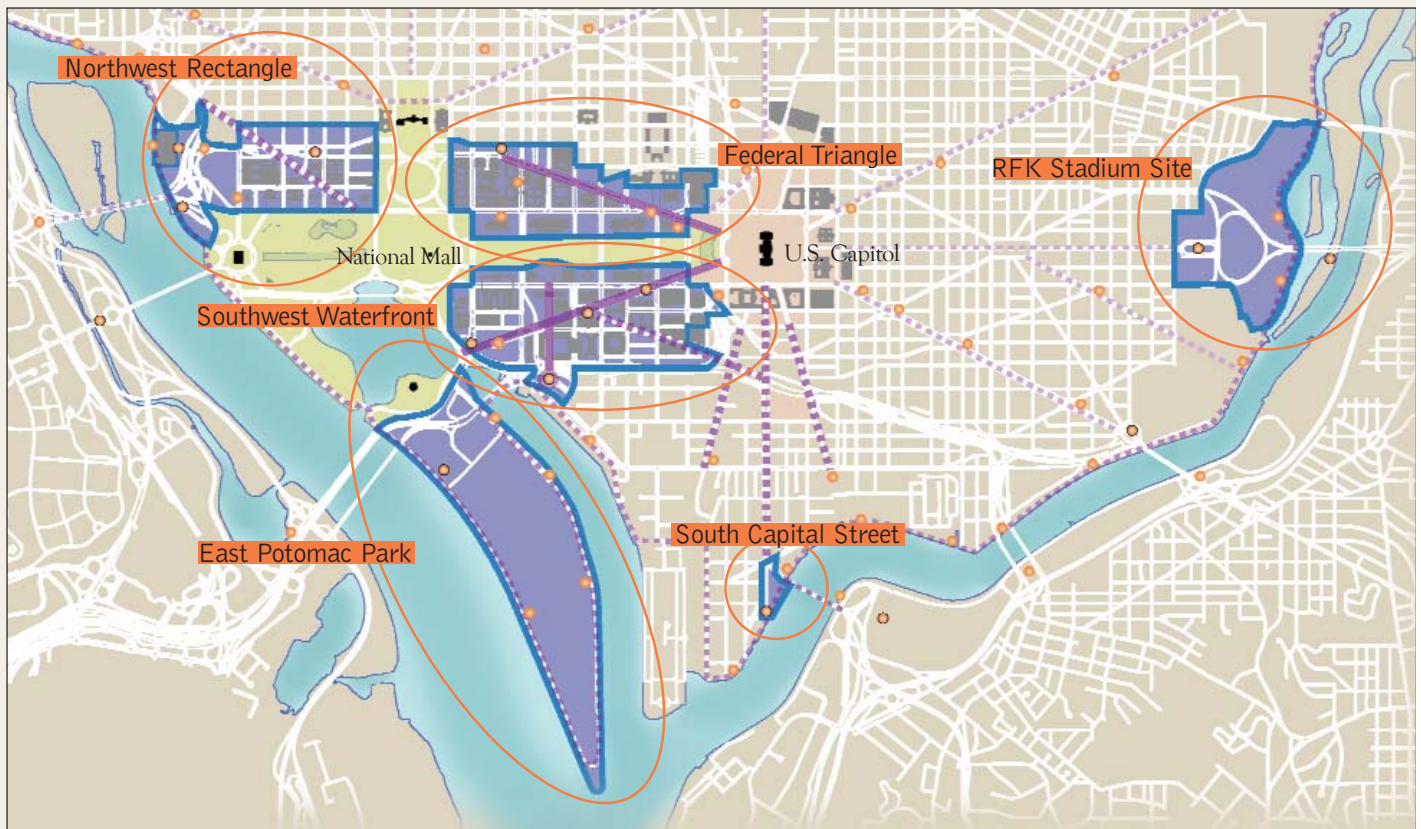 Northwest Rectangle
Federal Triangle
RFK Stadium Site
National Mall
U.S. Capitol
Southwest Waterfront
East Potomac Park
South Capital Street